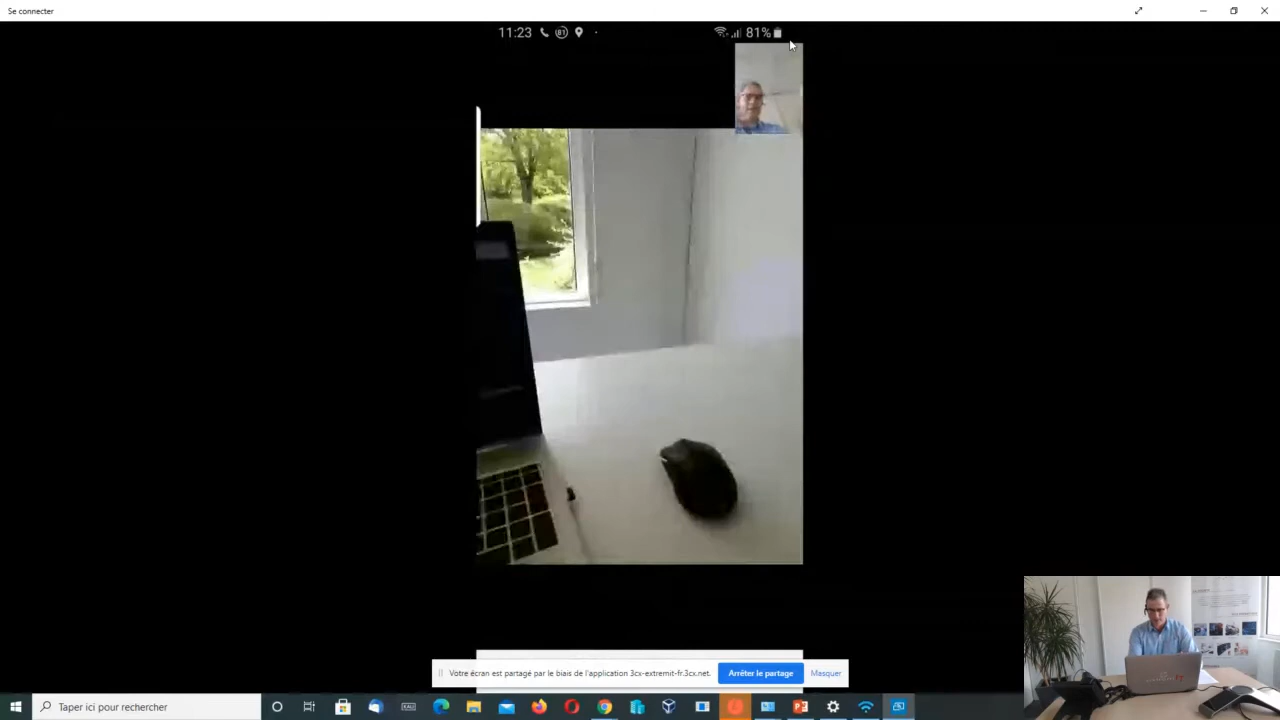 Se connecter
11:23
81%
Votre écran est partagé par le biais de l'application 3cx-extremit-fr.3cx.net.
Arrêter le partage
Masquer
Taper ici pour rechercher